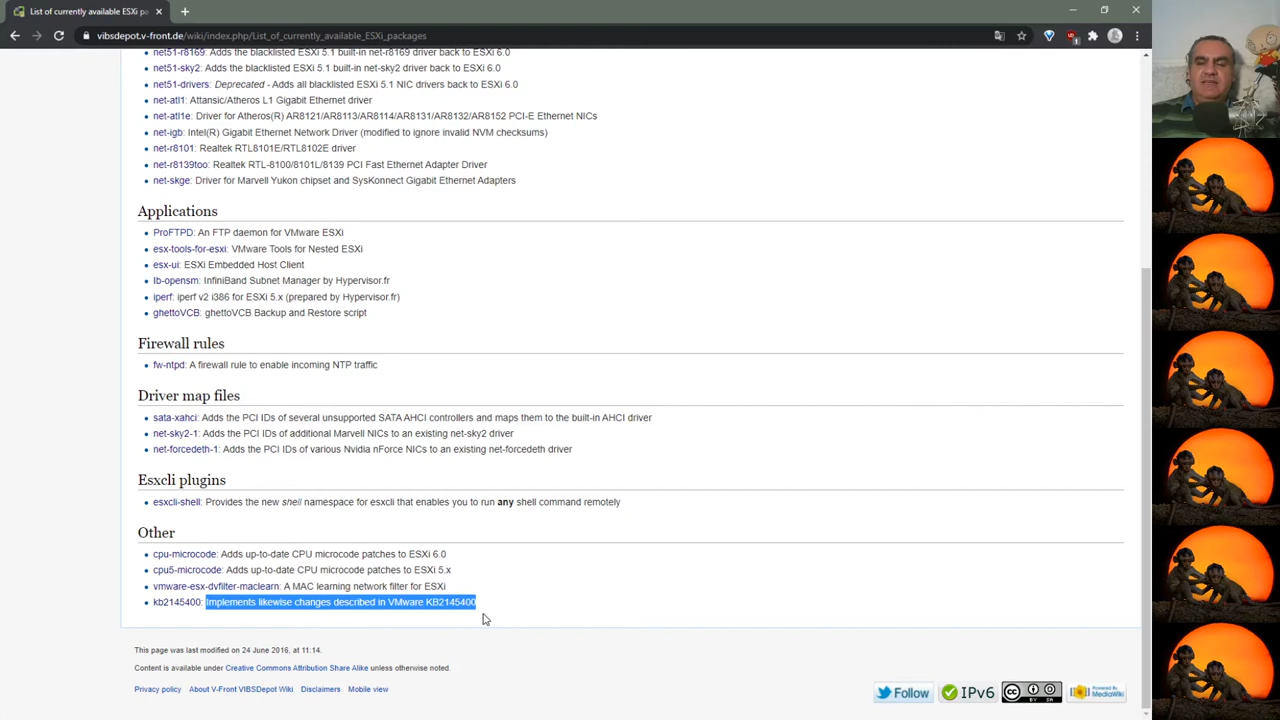 List of currently available ESXi pa
vibsdepot.v-front.de/wiki/index.php/List_of_currently_available_ESXi_packages
net51-r8169: Adds the blacklisted ESXi 5.1 built-in net-r8169 driver back to ESXi 6.0
net51-sky2: Adds the blacklisted ESXi 5.1 built-in net-sky2 driver back to ESXi 6.0
net51-drivers: Deprecated - Adds all blacklisted ESXi 5.1 NIC drivers back to ESXi 6.0
net-atl1: Attansic/Atheros L1 Gigabit Ethernet driver
net-atl1e: Driver for Atheros(R) AR8121/AR8113/AR8114/AR8131/AR8132/AR8152 PCI-E Ethernet NICs
net-igb: Intel(R) Gigabit Ethernet Network Driver (modified to ignore invalid NVM checksums)
net-r8101: Realtek RTL8101E/RTL8102E driver
net-r8139too: Realtek RTL-8100/8101L/8139 PCI Fast Ethernet Adapter Driver
net-skge: Driver for Marvell Yukon chipset and SysKonnect Gigabit Ethernet Adapters
Applications
ProFTPD: An FTP daemon for VMware ESXi
esx-tools-for-esxi: VMware Tools for Nested ESXi
esx-ui: ESXi Embedded Host Client
Ib-opensm: InfiniBand Subnet Manager by Hypervisor.fr
iperf: iperf v2 i386 for ESXi 5.x (prepared by Hypervisor.fr)
ghettoVCB: ghettoVCB Backup and Restore script
Firewall rules
fw-ntpd: A firewall rule to enable incoming NTP traffic
Driver map files
sata-xahci: Adds the PCI IDs of several unsupported SATA AHCI controllers and maps them to the built-in AHCI driver
net-sky2-1: Adds the PCI IDs of additional Marvell NICs to an existing net-sky2 driver
net-forcedeth-1: Adds the PCI IDs of various Nvidia nForce NICs to an existing net-forcedeth driver
Esxcli plugins
esxcli-shell: Provides the new shell namespace for esxcli that enables you to run any shell command remotely
Other
cpu-microcode: Adds up-to-date CPU microcode patches to ESXi 6.0
cpu5-microcode: Adds up-to-date CPU microcode patches to ESXi 5.x
vmware-esx-dvfilter-maclearn: A MAC learning network filter for ESXi
kb2145400: Implements likewise changes described in VMware KB2145400
This page was last modified on 24 June 2016, at 11:14.
Content is available under Creative Commons Attribution Share Alike unless otherwise noted.
Privacy policy About V-Front VIBSDepot Wiki Disclaimers Mobile view
Follow IPv6 cc BY SA Powered By MediaWiki